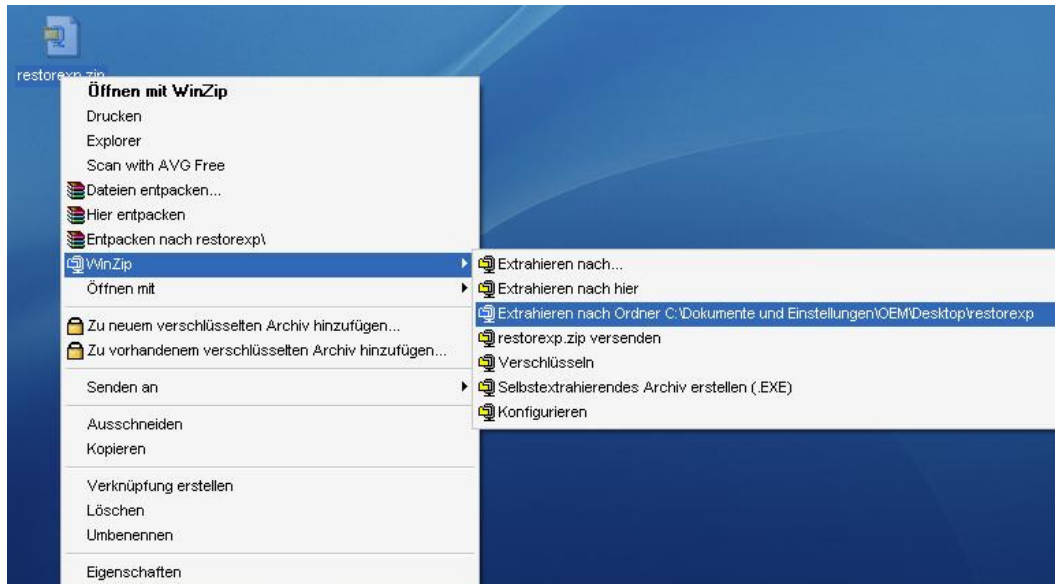 restorexp.zip
Öffnen mit WinZip
Drucken
Explorer
Scan with AVG Free
Dateien entpacken...
Hier entpacken
Entpacken nach restorexp\
WinZip
Öffnen mit
Zu neuem verschlüsselten Archiv hinzufügen...
Zu vorhandenem verschlüsselten Archiv hinzufügen...
Senden an
Ausschneiden
Kopieren
Verknüpfung erstellen
Löschen
Umbenennen
Eigenschaften
Extrahieren nach...
Extrahieren nach hier
Extrahieren nach Ordner C:\Dokumente und Einstellungen\OEM\Desktop\restorexp
restorexp.zip versenden
Verschlüsseln
Selbstextrahierendes Archiv erstellen (.EXE)
Konfigurieren